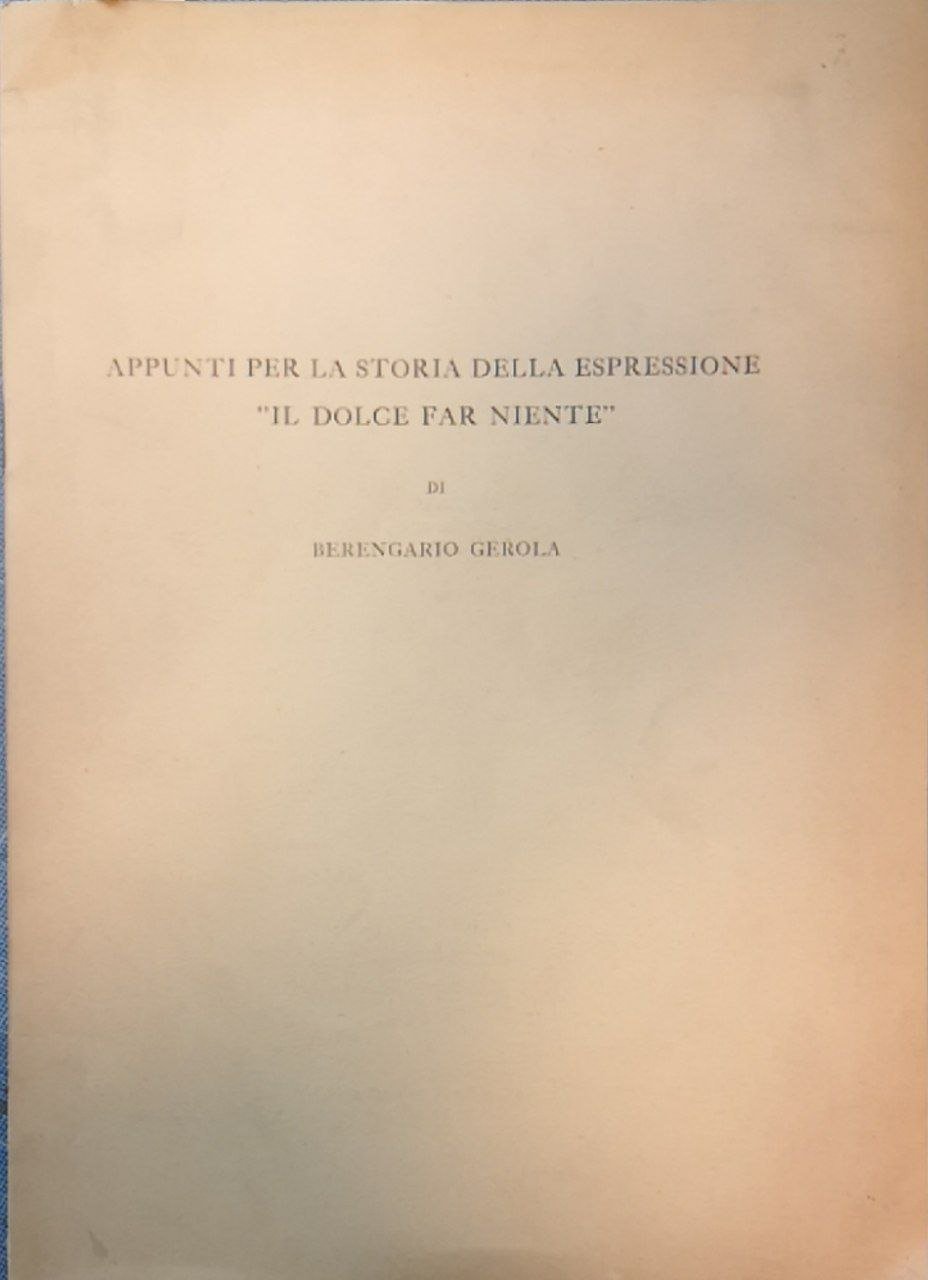 APPUNTI PER LA STORIA DELLA ESPRESSIONE
"IL DOLCE FAR NIENTE"
DI
BERENGARIO GEROLA